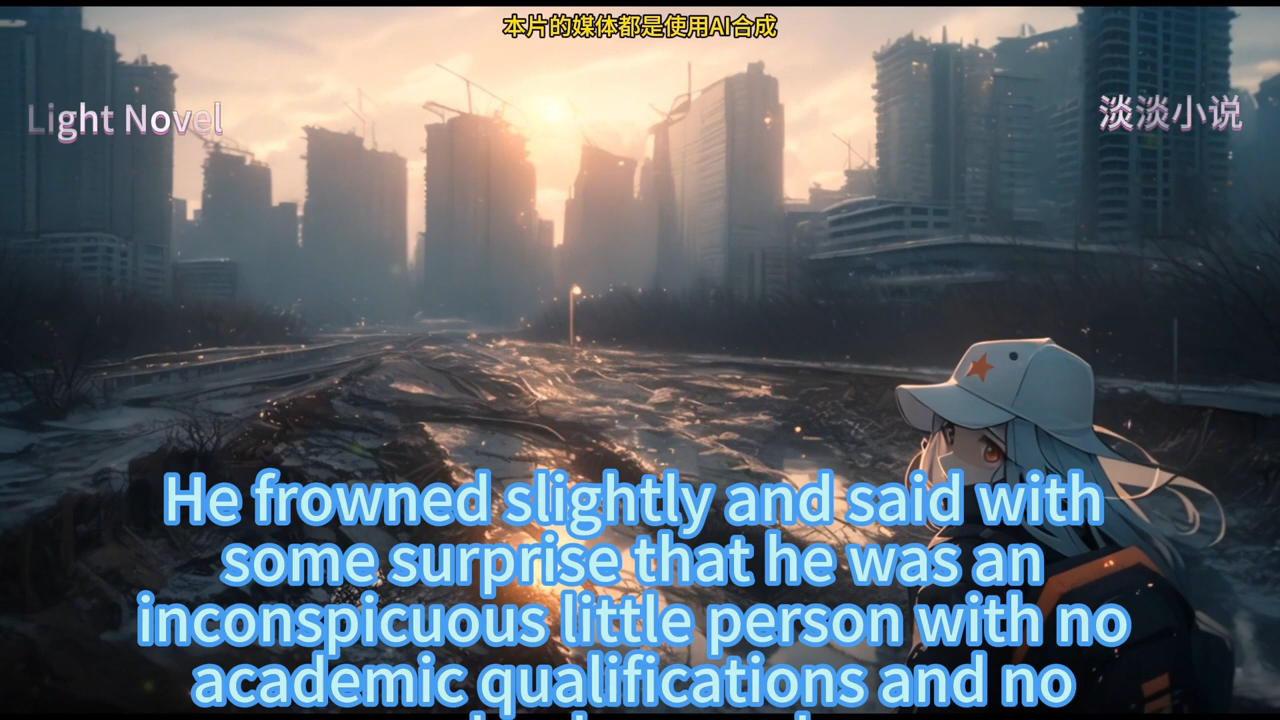 本片的媒体都是使用AI合成
Light Novel
淡淡小说
He frowned slightly and said with
some surprise that he was an
inconspicuous little person with no
academic qualifications and no